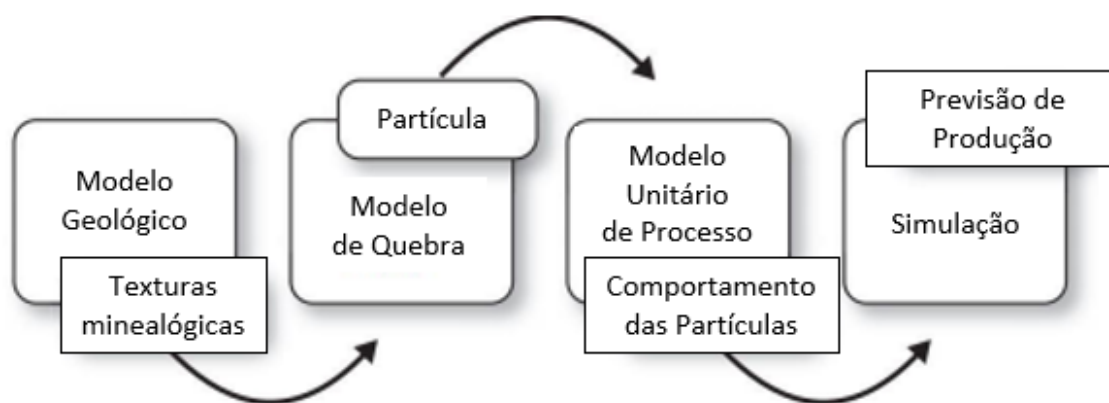 Modelo
Geológico
Texturas
minealógicas
Partícula
Modelo
de Quebra
Modelo
Unitário
de Processo
Comportamento
das Partículas
Previsão de
Produção
Simulação